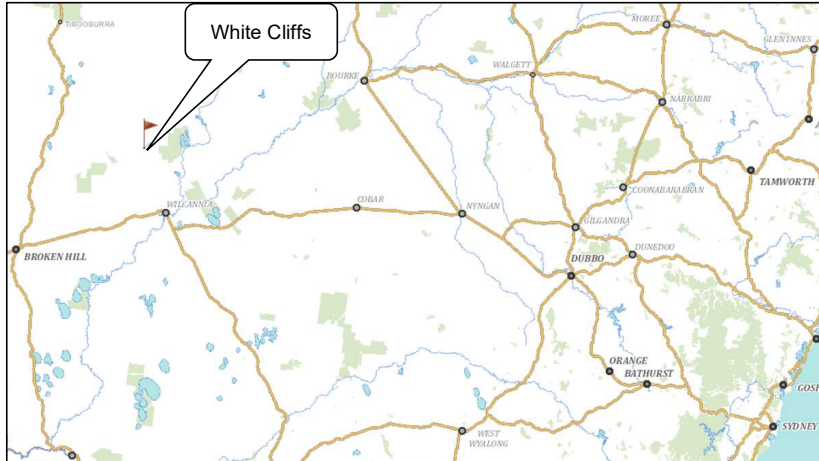 TIBOOBURRA
White Cliffs
MOREE
GLEN INNES
BOURKE
WALGETT
NARRABRI
TAMWORTH
COONABARABRAN
WILCANNIA
COBAR
NYNGAN
GILGANDRA
BROKEN HILL
DUBBO
DUNEDOO
ORANGE
BATHURST
GOSF
SYDNEY
WEST
WYALONG